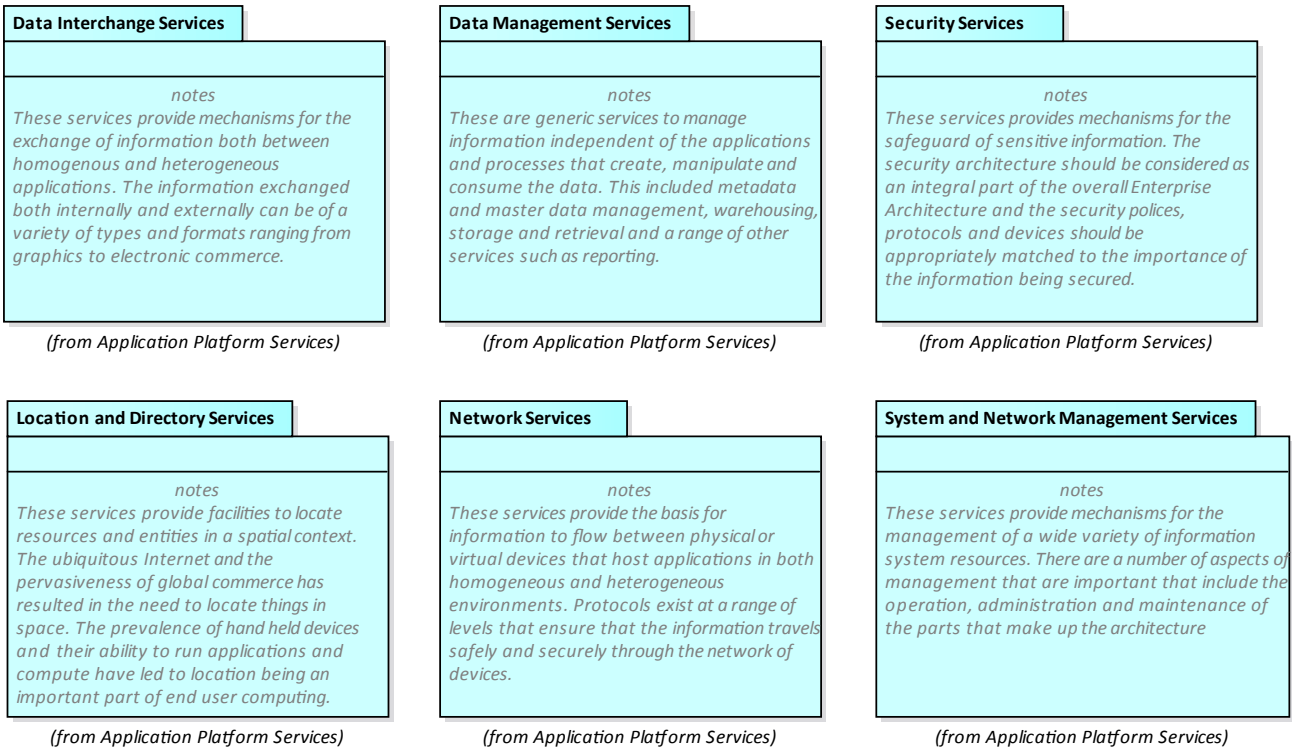 Data Interchange Services
notes
These services provide mechanisms for the
exchange of information both between
homogenous and heterogeneous
applications. The information exchanged
both internally and externally can be of a
variety of types and formats ranging from
graphics to electronic commerce.
(from Application Platform Services)
Data Management Services
notes
These are generic services to manage
information independent of the applications
and processes that create, manipulate and
consume the data. This included metadata
and master data management, warehousing,
storage and retrieval and a range of other
services such as reporting.
(from Application Platform Services)
Security Services
notes
These services provides mechanisms for the
safeguard of sensitive information. The
security architecture should be considered as
an integral part of the overall Enterprise
Architecture and the security polices,
protocols and devices should be
appropriately matched to the importance of
the information being secured.
(from Application Platform Services)
Location and Directory Services
notes
These services provide facilities to locate
resources and entities in a spatial context.
The ubiquitous Internet and the
pervasiveness of global commerce has
resulted in the need to locate things in
space. The prevalence of hand held devices
and their ability to run applications and
compute have led to location being an
important part of end user computing.
(from Application Platform Services)
Network Services
notes
These services provide the basis for
information to flow between physical or
virtual devices that host applications in both
homogeneous and heterogeneous
environments. Protocols exist at a range of
levels that ensure that the information travels
safely and securely through the network of
devices.
(from Application Platform Services)
System and Network Management Services
notes
These services provide mechanisms for the
management of a wide variety of information
system resources. There are a number of aspects of
management that are important that include the
operation, administration and maintenance of
the parts that make up the architecture
(from Application Platform Services)